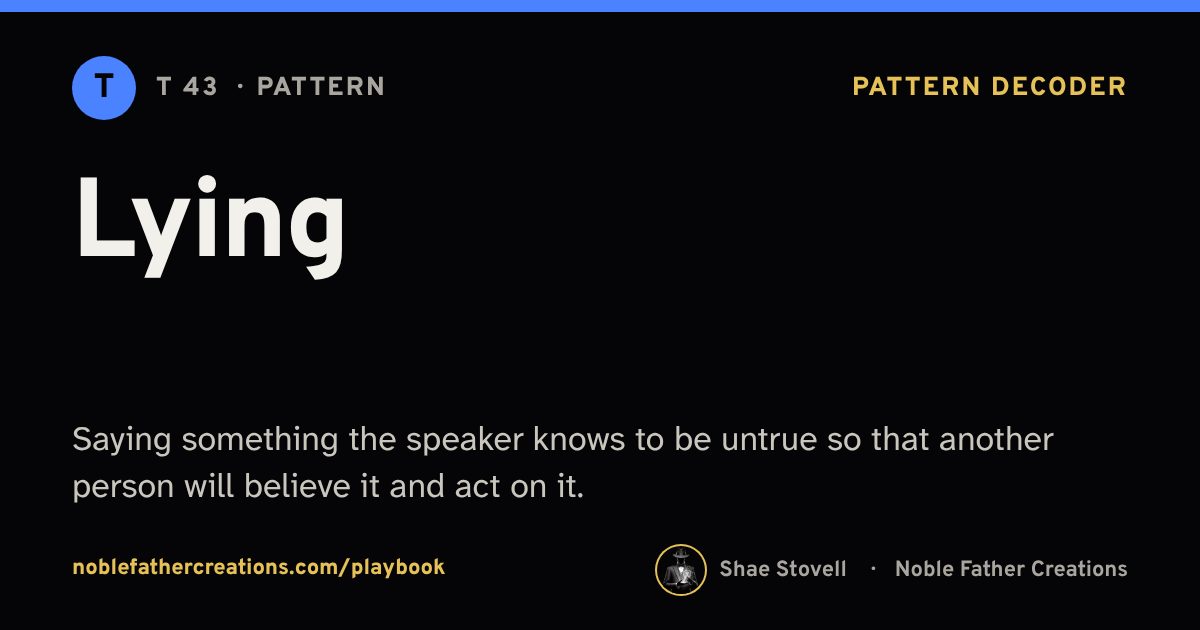 T
T 43 · PATTERN
PATTERN DECODER
Lying
Saying something the speaker knows to be untrue so that another
person will believe it and act on it.
noblefathercreations.com/playbook
Shae Stovell · Noble Father Creations